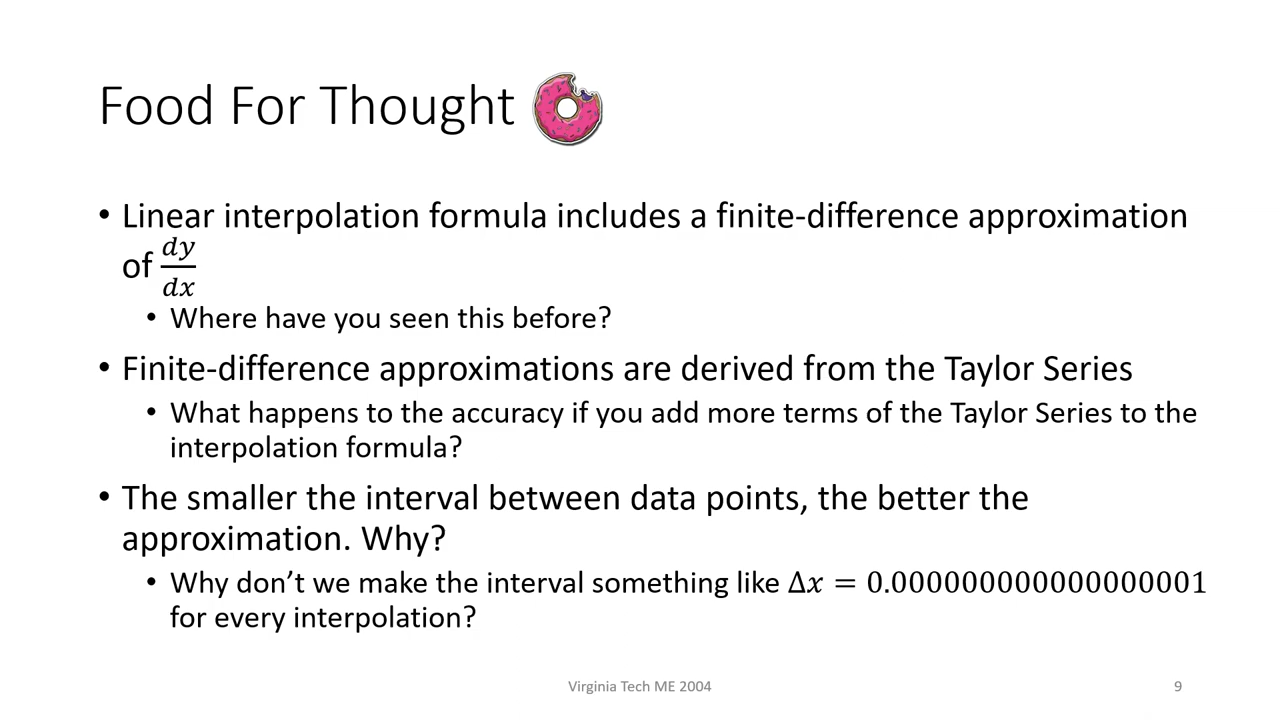 Food For Thought
• Linear interpolation formula includes a finite-difference approximation
of dy/dx
• Where have you seen this before?
• Finite-difference approximations are derived from the Taylor Series
• What happens to the accuracy if you add more terms of the Taylor Series to the
interpolation formula?
• The smaller the interval between data points, the better the
approximation. Why?
• Why don’t we make the interval something like Δx = 0.000000000000000001
for every interpolation?
Virginia Tech ME 2004
9